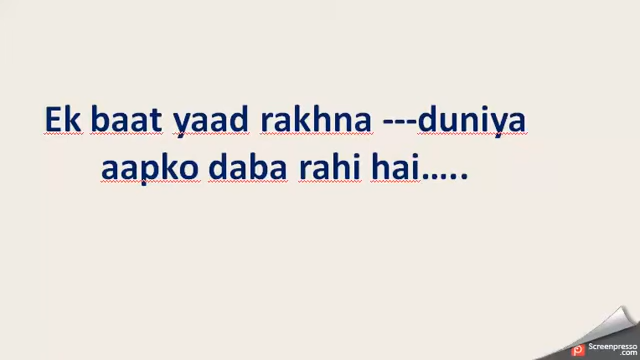 Ek baat yaad rakhna ---duniya
aapko daba rahi hai…..
Screenpresso
.com